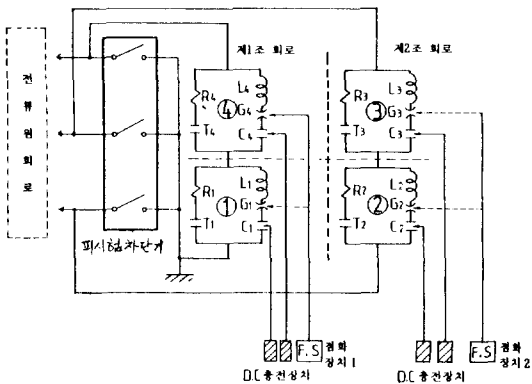 제1조 회로
제2조 회로
전류원회로
R4
T4
④
L4
G4
C4
R3
T3
③
L3
G3
C3
R1
T1
①
L1
G1
C1
R2
T2
②
L2
G2
C2
피시험차단기
F.S
점화
장치1
F.S
점화
장치2
D.C 충전장치
D.C 충전장치